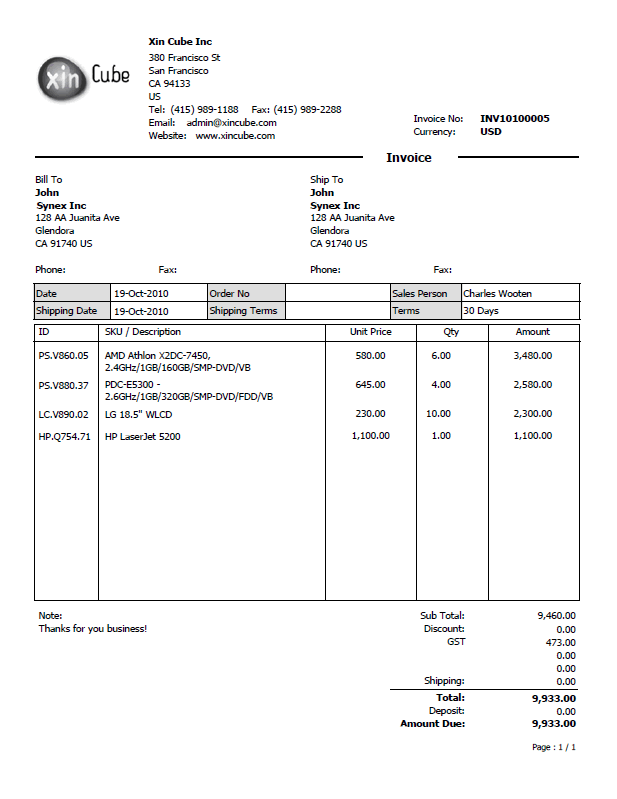 xin Cube
Xin Cube Inc
380 Francisco St
San Francisco
CA 94133
US
Tel: (415) 989-1188 Fax: (415) 989-2288
Email: admin@xincube.com
Website: www.xincube.com
Invoice No: INV10100005
Currency: USD
Invoice
Bill To
John
Synex Inc
128 AA Juanita Ave
Glendora
CA 91740 US
Phone: Fax:
Ship To
John
Synex Inc
128 AA Juanita Ave
Glendora
CA 91740 US
Phone: Fax:
Date 19-Oct-2010 Order No Sales Person Charles Wooten
Shipping Date 19-Oct-2010 Shipping Terms Terms 30 Days
ID SKU / Description Unit Price Qty Amount
PS.V860.05 AMD Athlon X2DC-7450, 580.00 6.00 3,480.00
2.4GHz/1GB/160GB/SMP-DVD/VB
PS.V880.37 PDC-E5300 - 645.00 4.00 2,580.00
2.6GHz/1GB/320GB/SMP-DVD/FDD/VB
LC.V890.02 LG 18.5" WLCD 230.00 10.00 2,300.00
HP.Q754.71 HP LaserJet 5200 1,100.00 1.00 1,100.00
Note:
Thanks for you business!
Sub Total: 9,460.00
Discount: 0.00
GST 473.00
0.00
0.00
Shipping: 0.00
Total: 9,933.00
Deposit: 0.00
Amount Due: 9,933.00
Page : 1 / 1